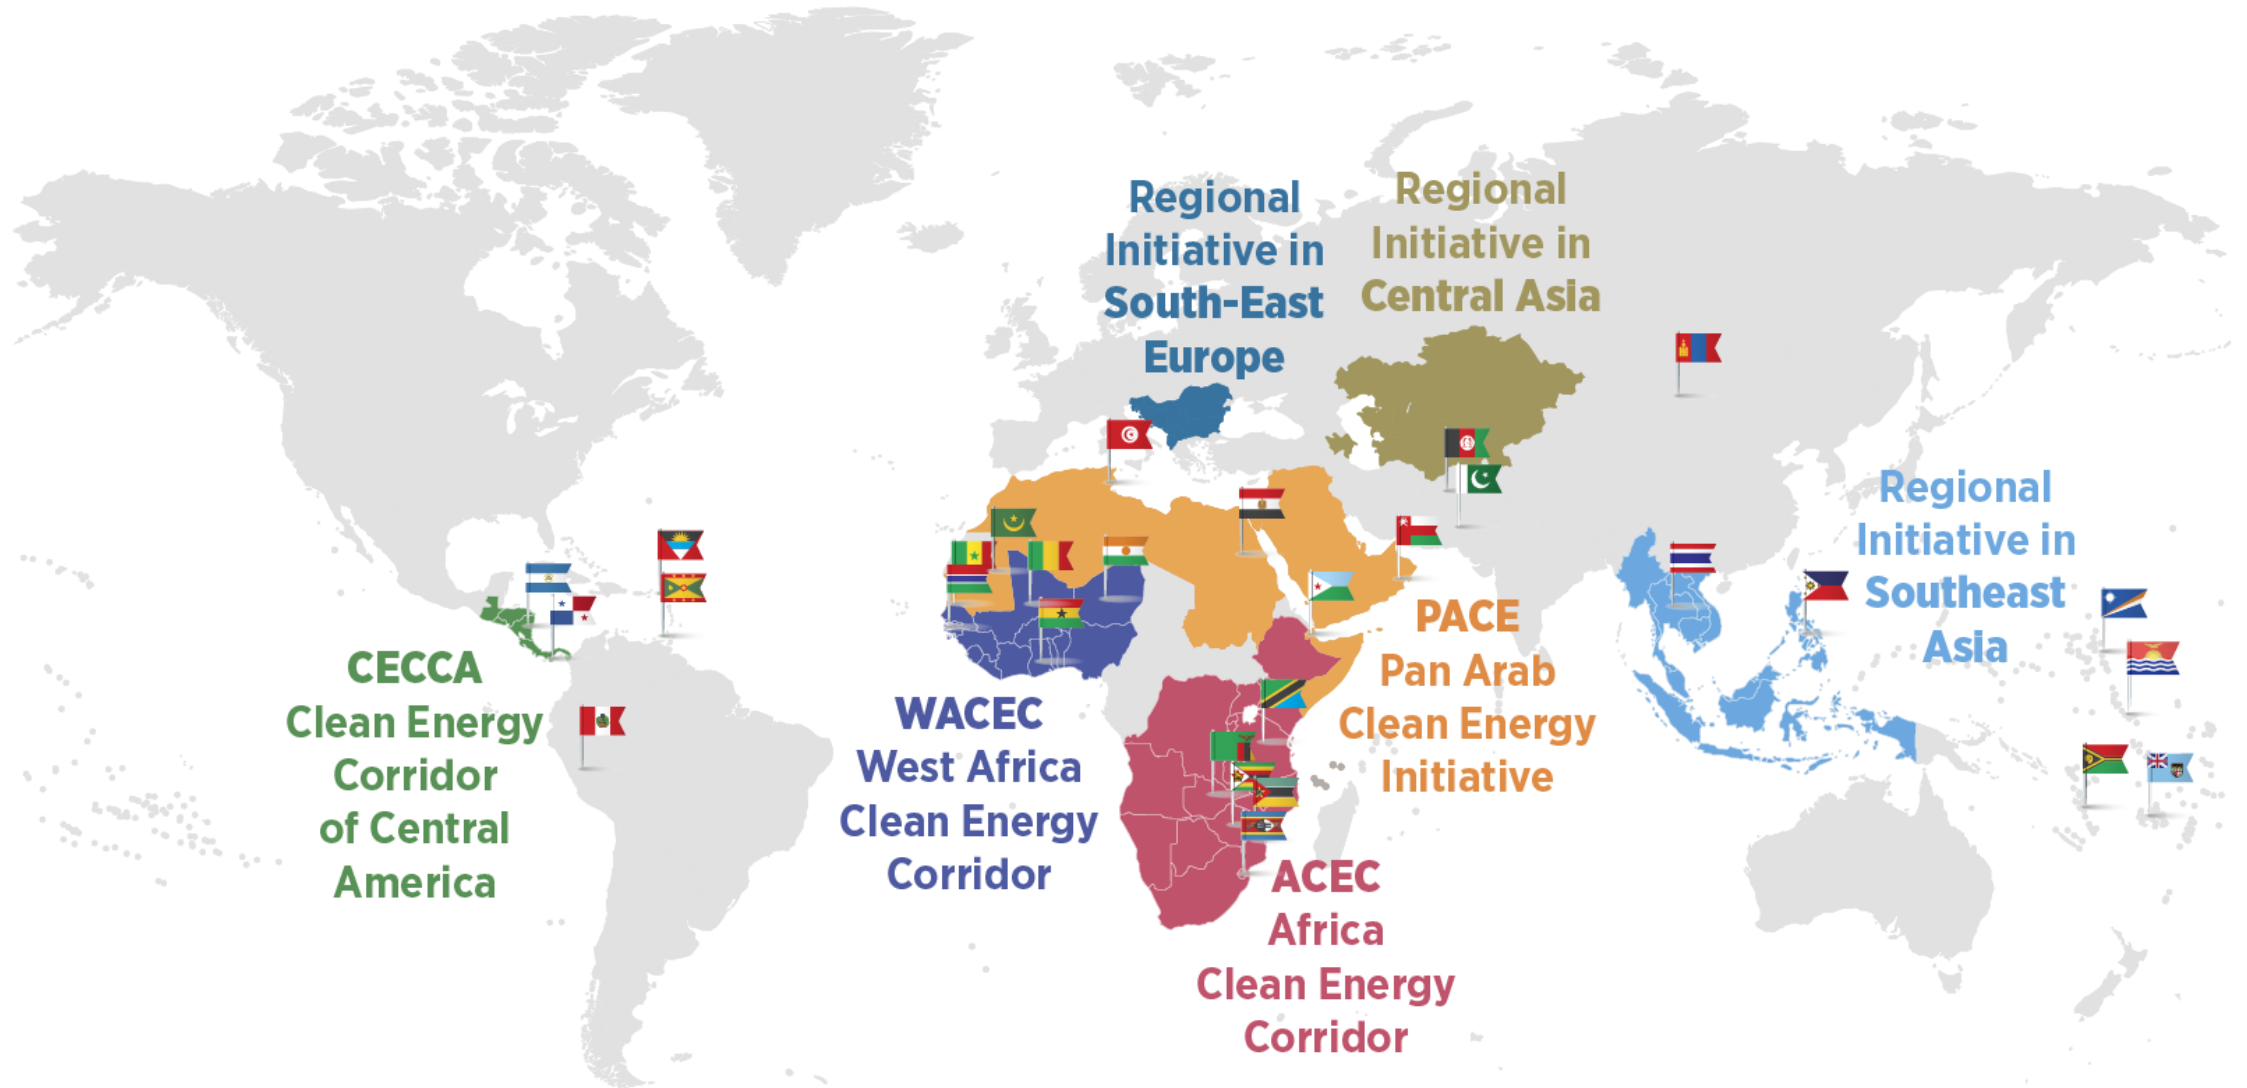 Regional
Initiative in
South-East
Europe
Regional
Initiative in
Central Asia
Regional
Initiative in
Southeast
Asia
CECCA
Clean Energy
Corridor
of Central
America
WACEC
West Africa
Clean Energy
Corridor
PACE
Pan Arab
Clean Energy
Initiative
ACEC
Africa
Clean Energy
Corridor